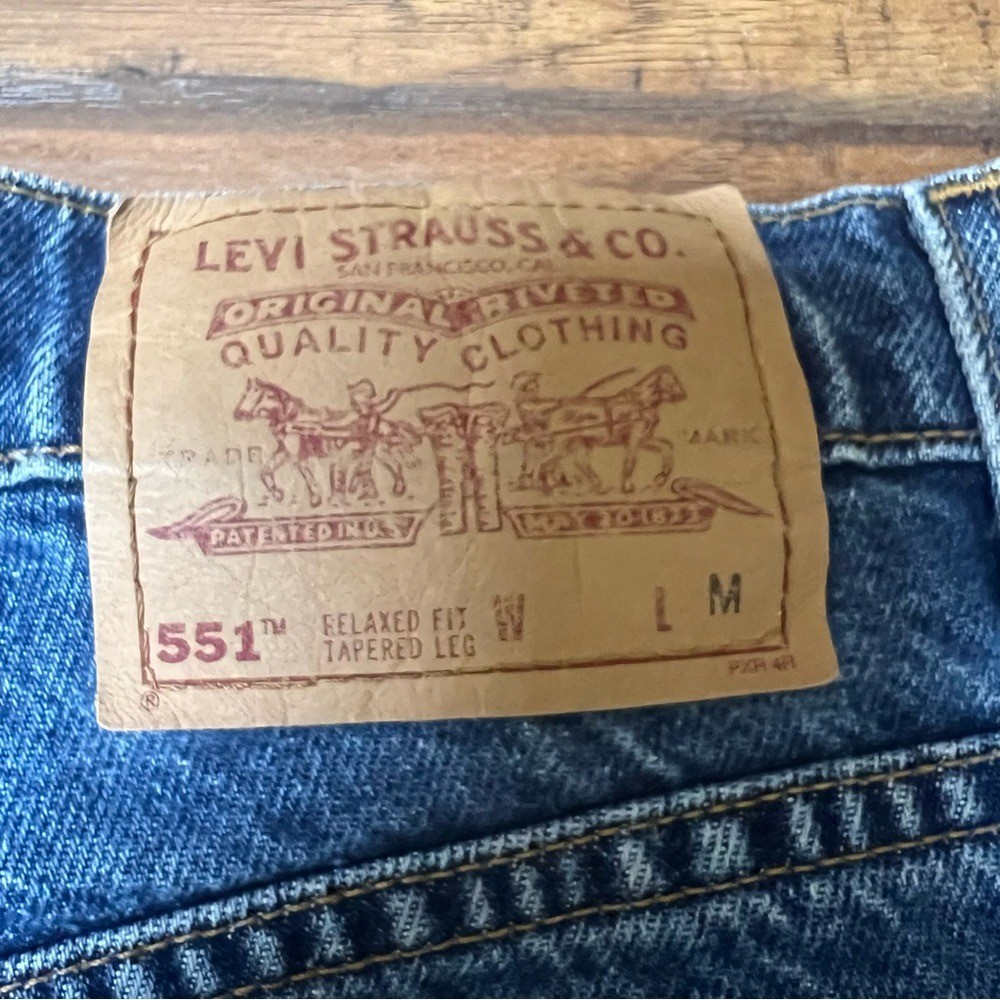 LEVI STRAUSS & CO.
SAN FRANCISCO, CAL
ORIGINAL RIVETED
QUALITY CLOTHING
TRADE MARK
PATENTED IN U.S. MAY 20 1873
551™ RELAXED FIT W L M
TAPERED LEG
®